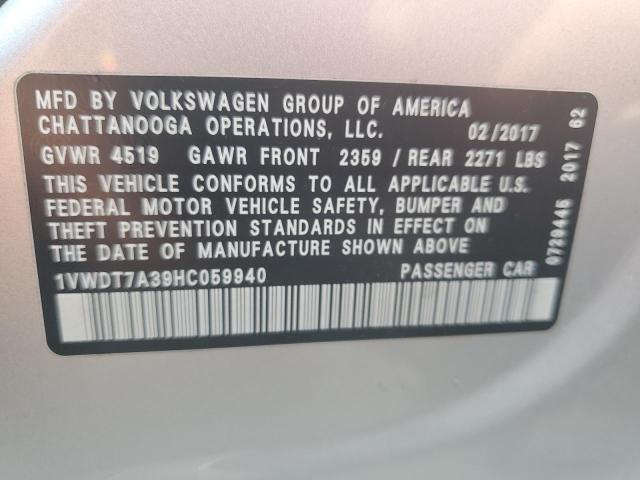 MFD BY VOLKSWAGEN GROUP OF AMERICA
CHATTANOOGA OPERATIONS, LLC. 02/2017
GVWR 4519 GAWR FRONT 2359 / REAR 2271 LBS
THIS VEHICLE CONFORMS TO ALL APPLICABLE U.S.
FEDERAL MOTOR VEHICLE SAFETY, BUMPER AND
THEFT PREVENTION STANDARDS IN EFFECT ON
THE DATE OF MANUFACTURE SHOWN ABOVE
1VWDT7A39HC059940 PASSENGER CAR
0728445 2017 62